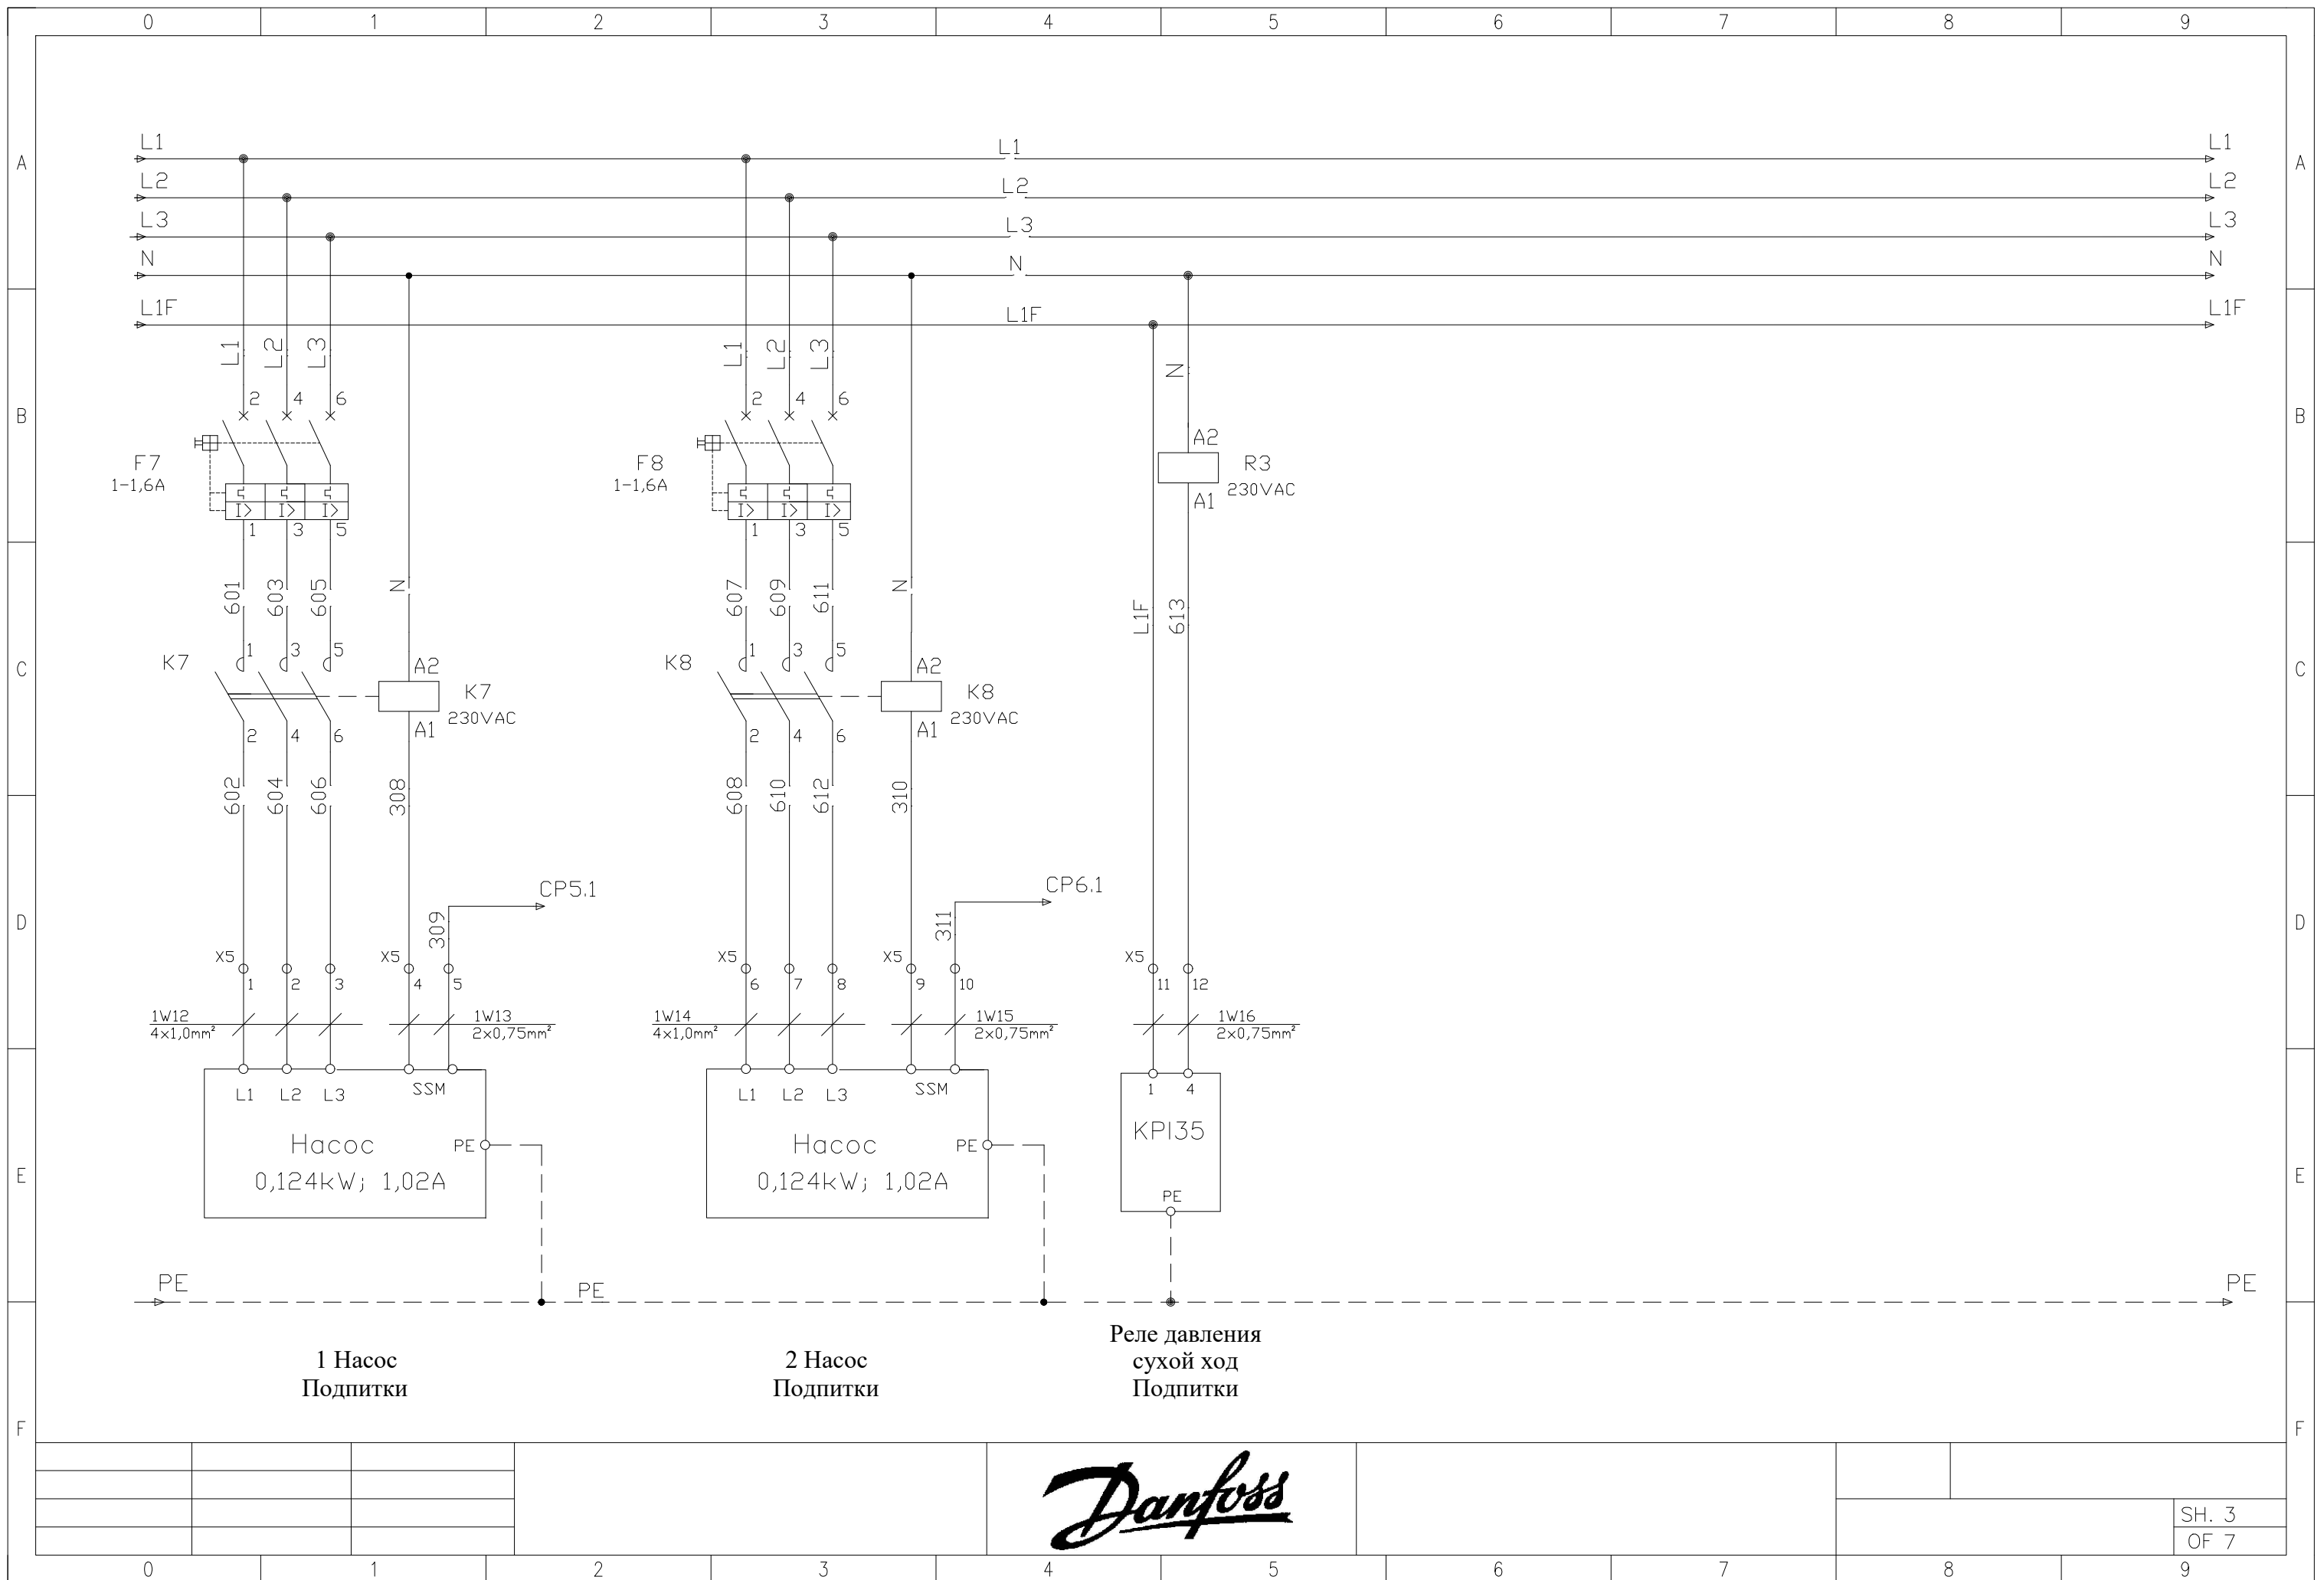 0 1 2 3 4 5 6 7 8 9
L1 L1 L1
A A
L2 L2 L2
L3 L3 L3
N N N
L1F L1F L1F
L1 L2 L3 L1 L2 L3 N
2 4 6 2 4 6
B B
A2
F7 F8 R3
1-1,6A 1-1,6A 230VAC
A1
I> I> I> I> I> I>
1 3 5 1 3 5
601 603 605 N 607 609 611 N L1F 613
1 3 5 1 3 5
K7 K8
C A2 A2 C
K7 K8
230VAC 230VAC
2 4 6 A1 2 4 6 A1
602 604 606 308 608 610 612 310
CP5.1 CP6.1
309 311
D D
X5 X5 X5 X5 X5
1 2 3 4 5 6 7 8 9 10 11 12
1W12 1W13 1W14 1W15 1W16
4x1,0mm² 2x0,75mm² 4x1,0mm² 2x0,75mm² 2x0,75mm²
L1 L2 L3 SSM L1 L2 L3 SSM 1 4
Насос PE Насос PE KPI35
0,124kW; 1,02A 0,124kW; 1,02A
E E
PE
PE PE PE
1 Насос
Подпитки
2 Насос
Подпитки
Реле давления
сухой ход
Подпитки
F F
Danfoss
SH. 3
OF 7
0 1 2 3 4 5 6 7 8 9